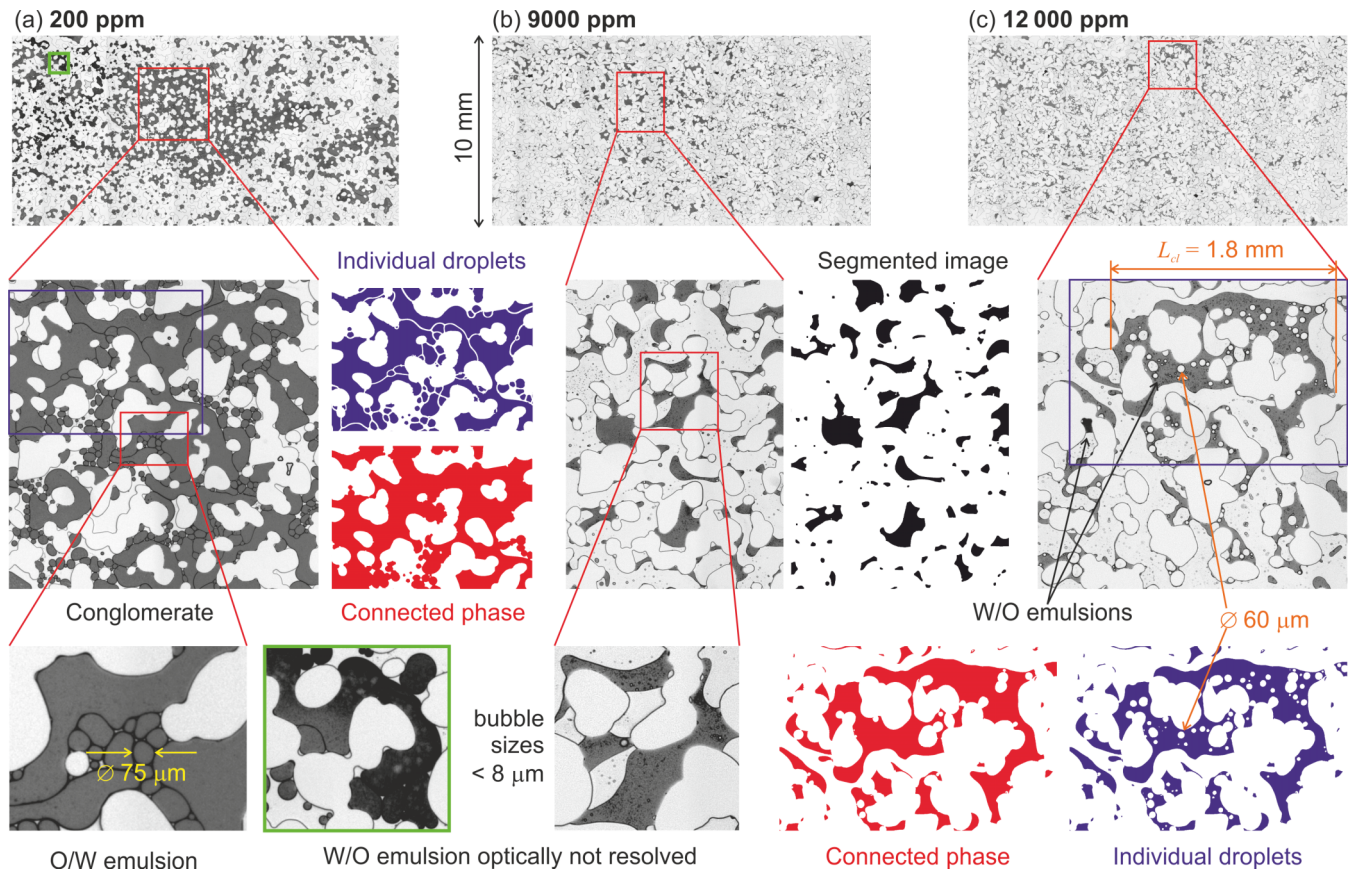 (a) 200 ppm
(b) 9000 ppm
(c) 12 000 ppm
10 mm
Individual droplets
Segmented image
L_cl = 1.8 mm
Conglomerate
Connected phase
W/O emulsions
∅ 60 µm
bubble
sizes
< 8 µm
∅ 75 µm
O/W emulsion
W/O emulsion optically not resolved
Connected phase
Individual droplets